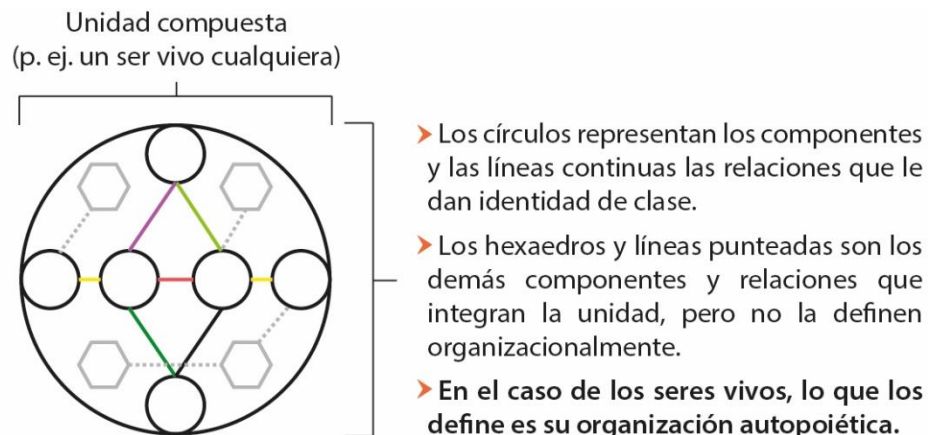 Unidad compuesta
(p. ej. un ser vivo cualquiera)
Los círculos representan los componentes
y las líneas continuas las relaciones que le
dan identidad de clase.
Los hexaedros y líneas punteadas son los
demás componentes y relaciones que
integran la unidad, pero no la definen
organizacionalmente.
En el caso de los seres vivos, lo que los
define es su organización autopoiética.